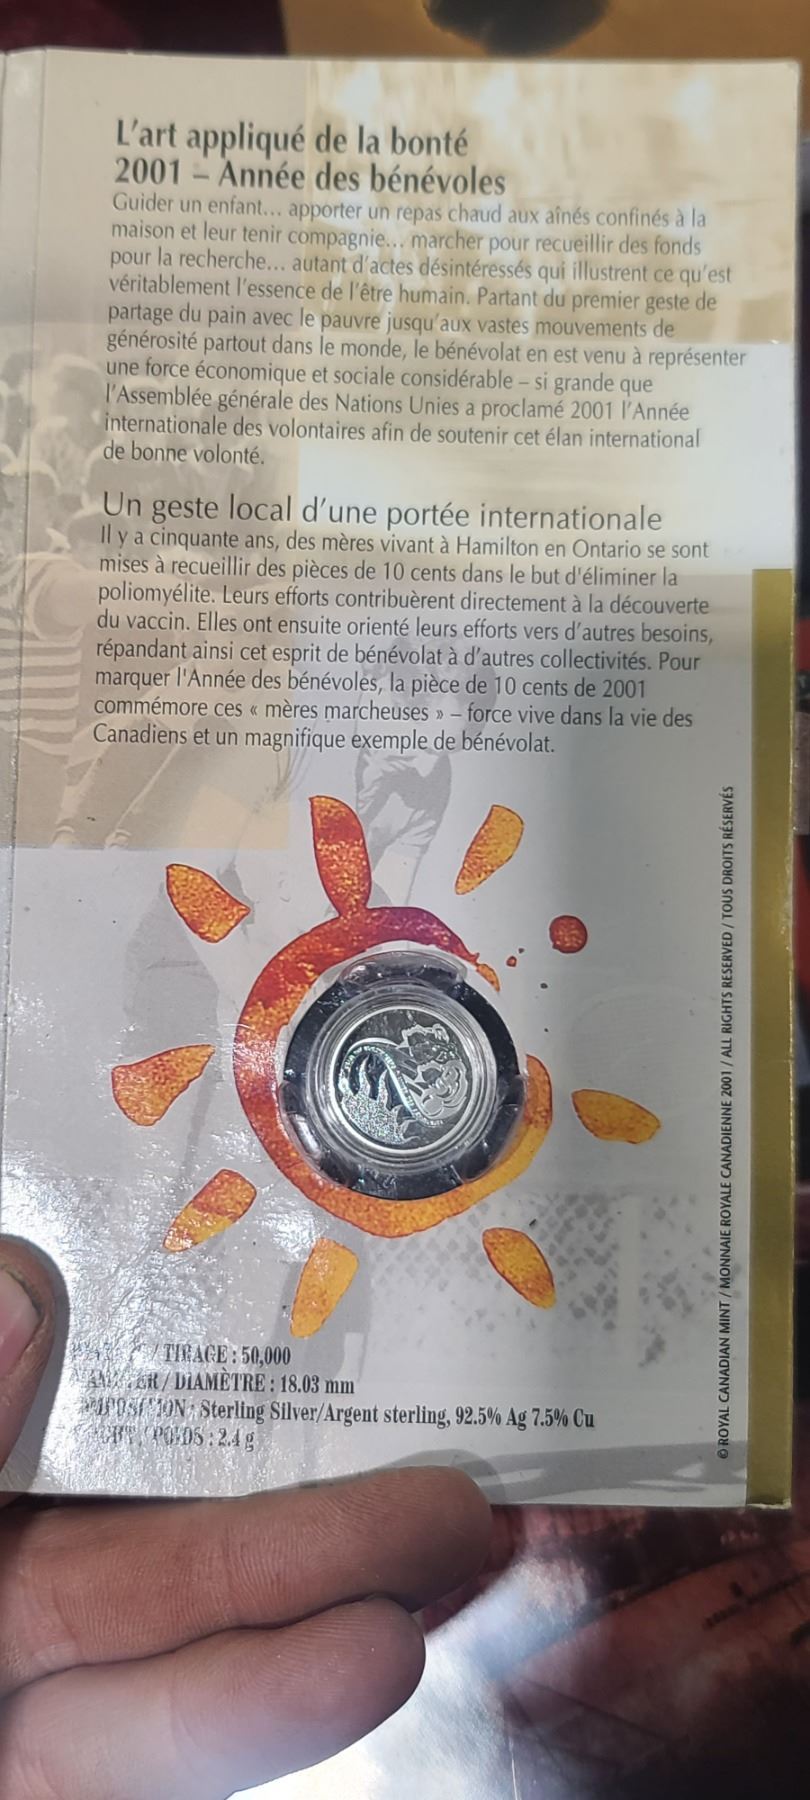 L'art appliqué de la bonté
2001 – Année des bénévoles
Guider un enfant... apporter un repas chaud aux aînés confinés à la
maison et leur tenir compagnie... marcher pour recueillir des fonds
pour la recherche... autant d'actes désintéressés qui illustrent ce qu'est
véritablement l'essence de l'être humain. Partant du premier geste de
partage du pain avec le pauvre jusqu'aux vastes mouvements de
générosité partout dans le monde, le bénévolat en est venu à représenter
une force économique et sociale considérable – si grande que
l'Assemblée générale des Nations Unies a proclamé 2001 l'Année
internationale des volontaires afin de soutenir cet élan international
de bonne volonté.
Un geste local d'une portée internationale
Il y a cinquante ans, des mères vivant à Hamilton en Ontario se sont
mises à recueillir des pièces de 10 cents dans le but d'éliminer la
poliomyélite. Leurs efforts contribuèrent directement à la découverte
du vaccin. Elles ont ensuite orienté leurs efforts vers d'autres besoins,
répandant ainsi cet esprit de bénévolat à d'autres collectivités. Pour
marquer l'Année des bénévoles, la pièce de 10 cents de 2001
commémore ces « mères marcheuses » – force vive dans la vie des
Canadiens et un magnifique exemple de bénévolat.
/ TIRAGE : 50,000
/ DIAMÈTRE : 18.03 mm
: Sterling Silver/Argent sterling, 92.5% Ag 7.5% Cu
/ POIDS : 2.4 g
© ROYAL CANADIAN MINT / MONNAIE ROYALE CANADIENNE 2001 / ALL RIGHTS RESERVED / TOUS DROITS RÉSERVÉS